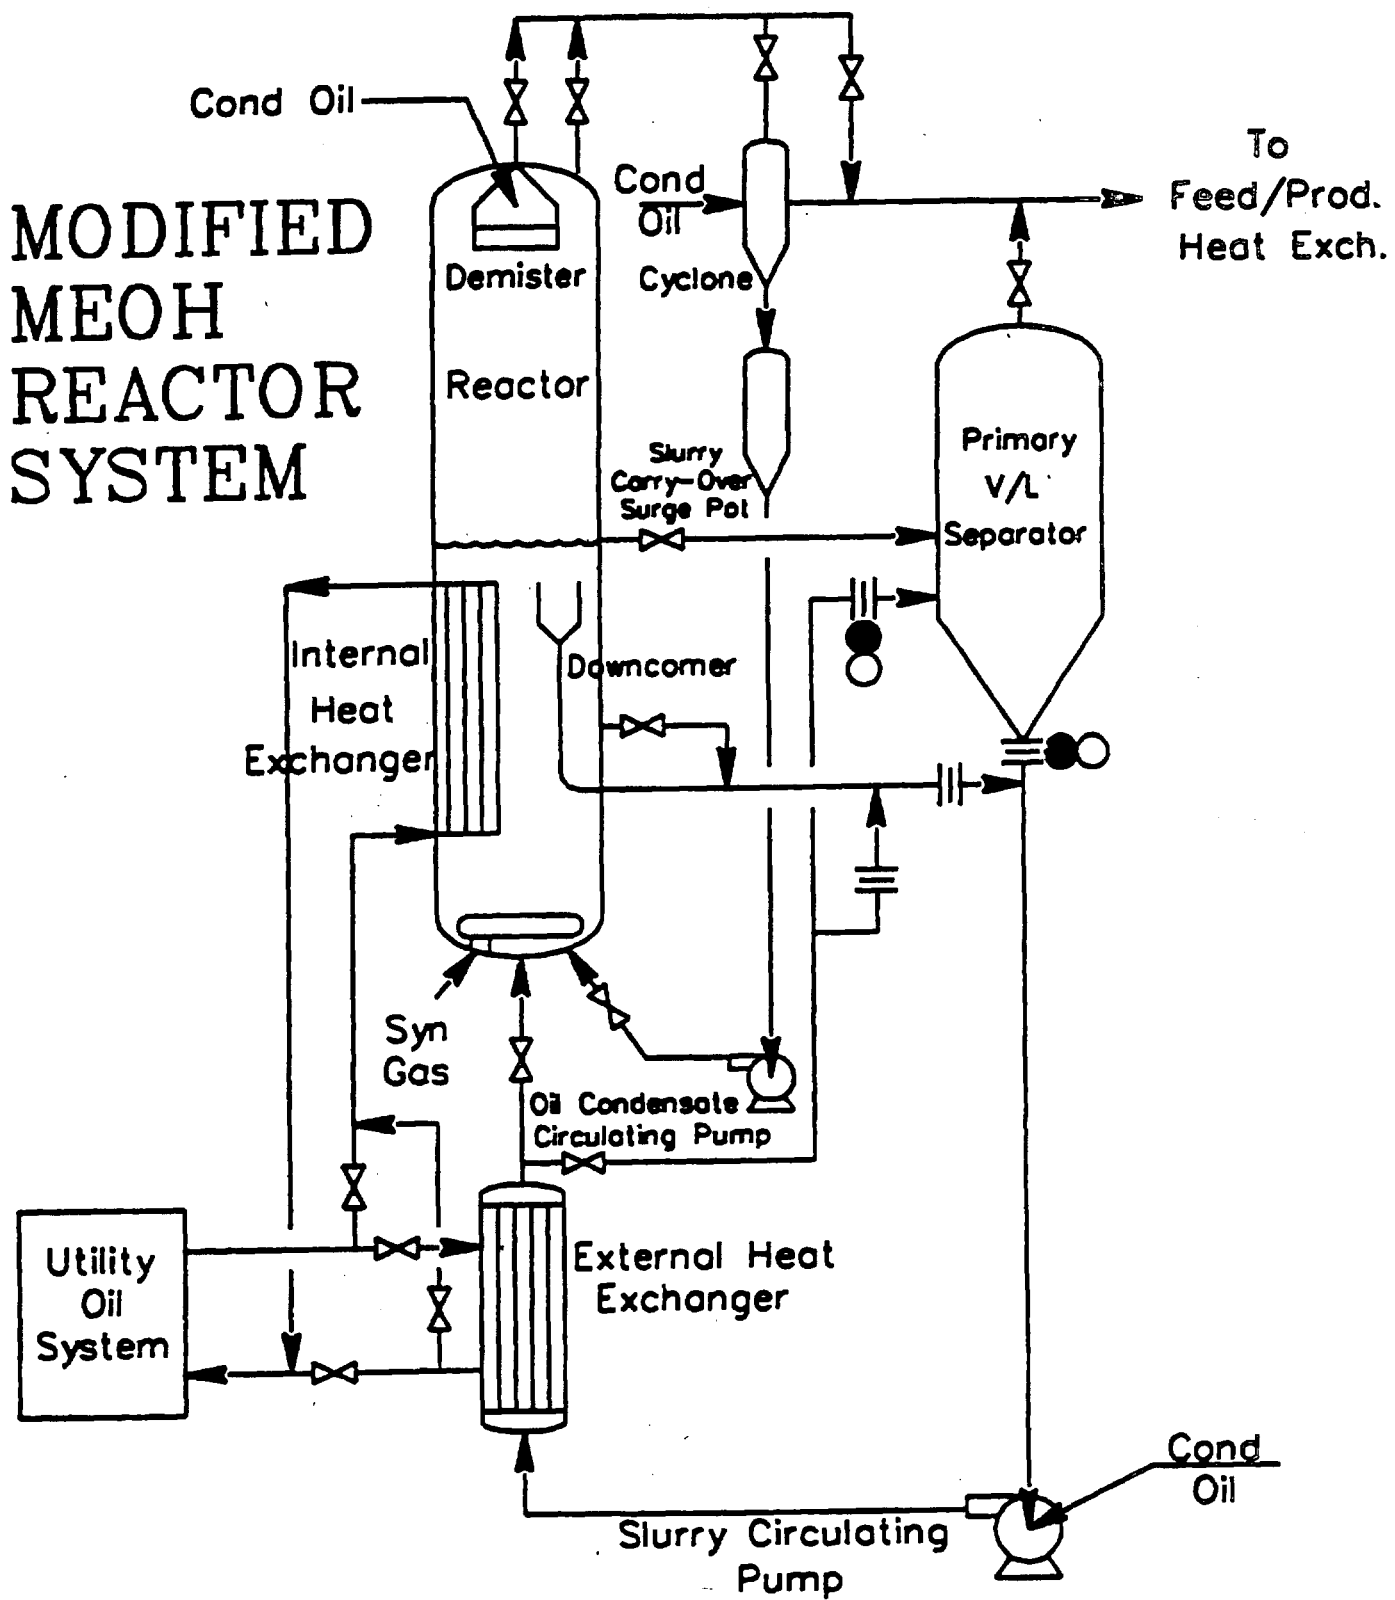 MODIFIED
MEOH
REACTOR
SYSTEM
Cond Oil
Demister
Reactor
Cond
Oil
Cyclone
To
Feed/Prod.
Heat Exch.
Slurry
Carry-Over
Surge Pot
Primary
V/L
Separator
Internal
Heat
Exchanger
Downcomer
Syn
Gas
Oil Condensate
Circulating Pump
Utility
Oil
System
External Heat
Exchanger
Slurry Circulating
Pump
Cond
Oil